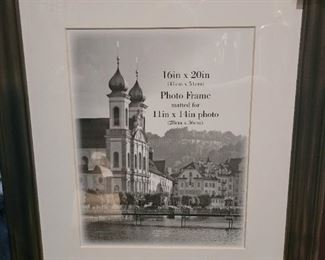 16in x 20in
(41cm x 51cm)
Photo Frame
matted for
11in x 14in photo
(28cm x 36cm)